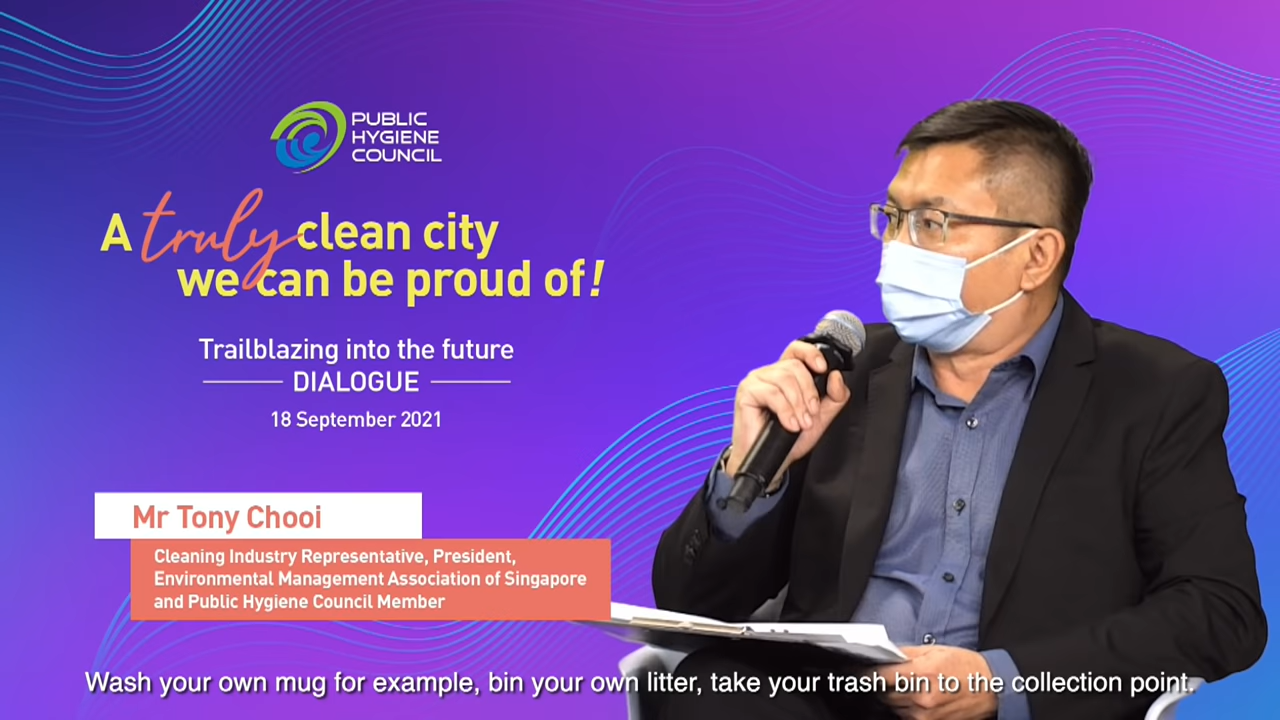 PUBLIC
HYGIENE
COUNCIL
A truly clean city
we can be proud of!
Trailblazing into the future
DIALOGUE
18 September 2021
Mr Tony Chooi
Cleaning Industry Representative, President,
Environmental Management Association of Singapore
and Public Hygiene Council Member
Wash your own mug for example, bin your own litter, take your trash bin to the collection point.